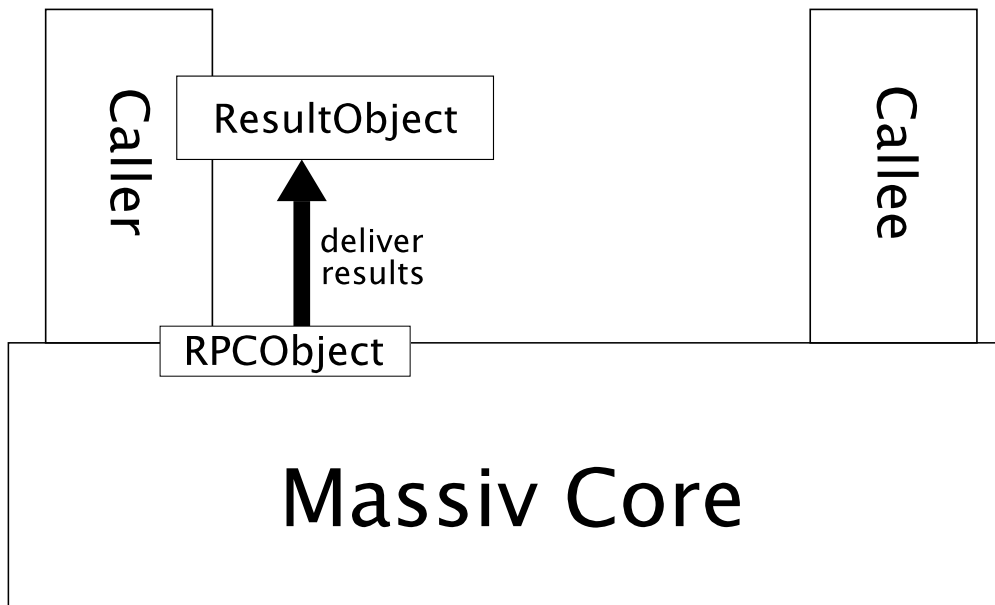 Caller
ResultObject
Callee
deliver
results
RPCObject
Massiv Core